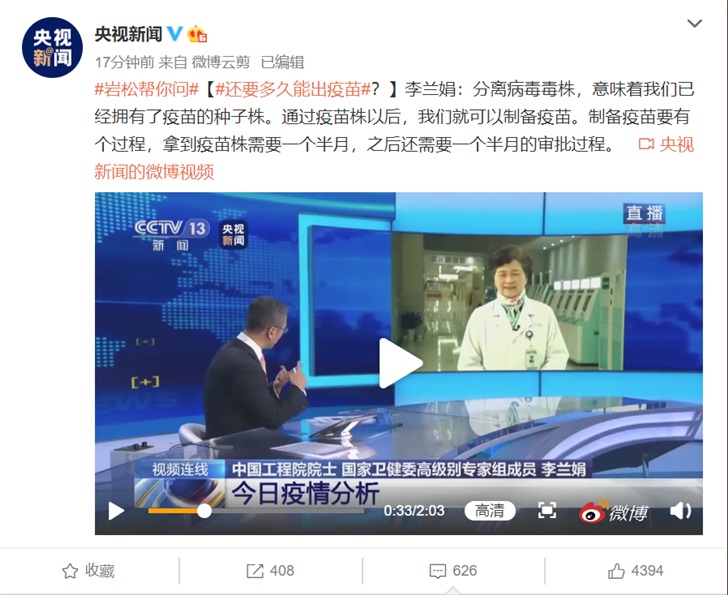 央视新闻
央视
新闻
17分钟前 来自 微博云剪 已编辑
#岩松帮你问#【#还要多久能出疫苗#？】李兰娟：分离病毒毒株，意味着我们已
经拥有了疫苗的种子株。通过疫苗株以后，我们就可以制备疫苗。制备疫苗要有
个过程，拿到疫苗株需要一个半月，之后还需要一个半月的审批过程。 央视
新闻的微博视频
CCTV 13
新闻
央视
新闻
直播
高清
[+]
[+]
NEWS
视频连线 中国工程院院士 国家卫健委高级别专家组成员 李兰娟
今日疫情分析
0:33/2:03 高清 微博
收藏 408 626 4394